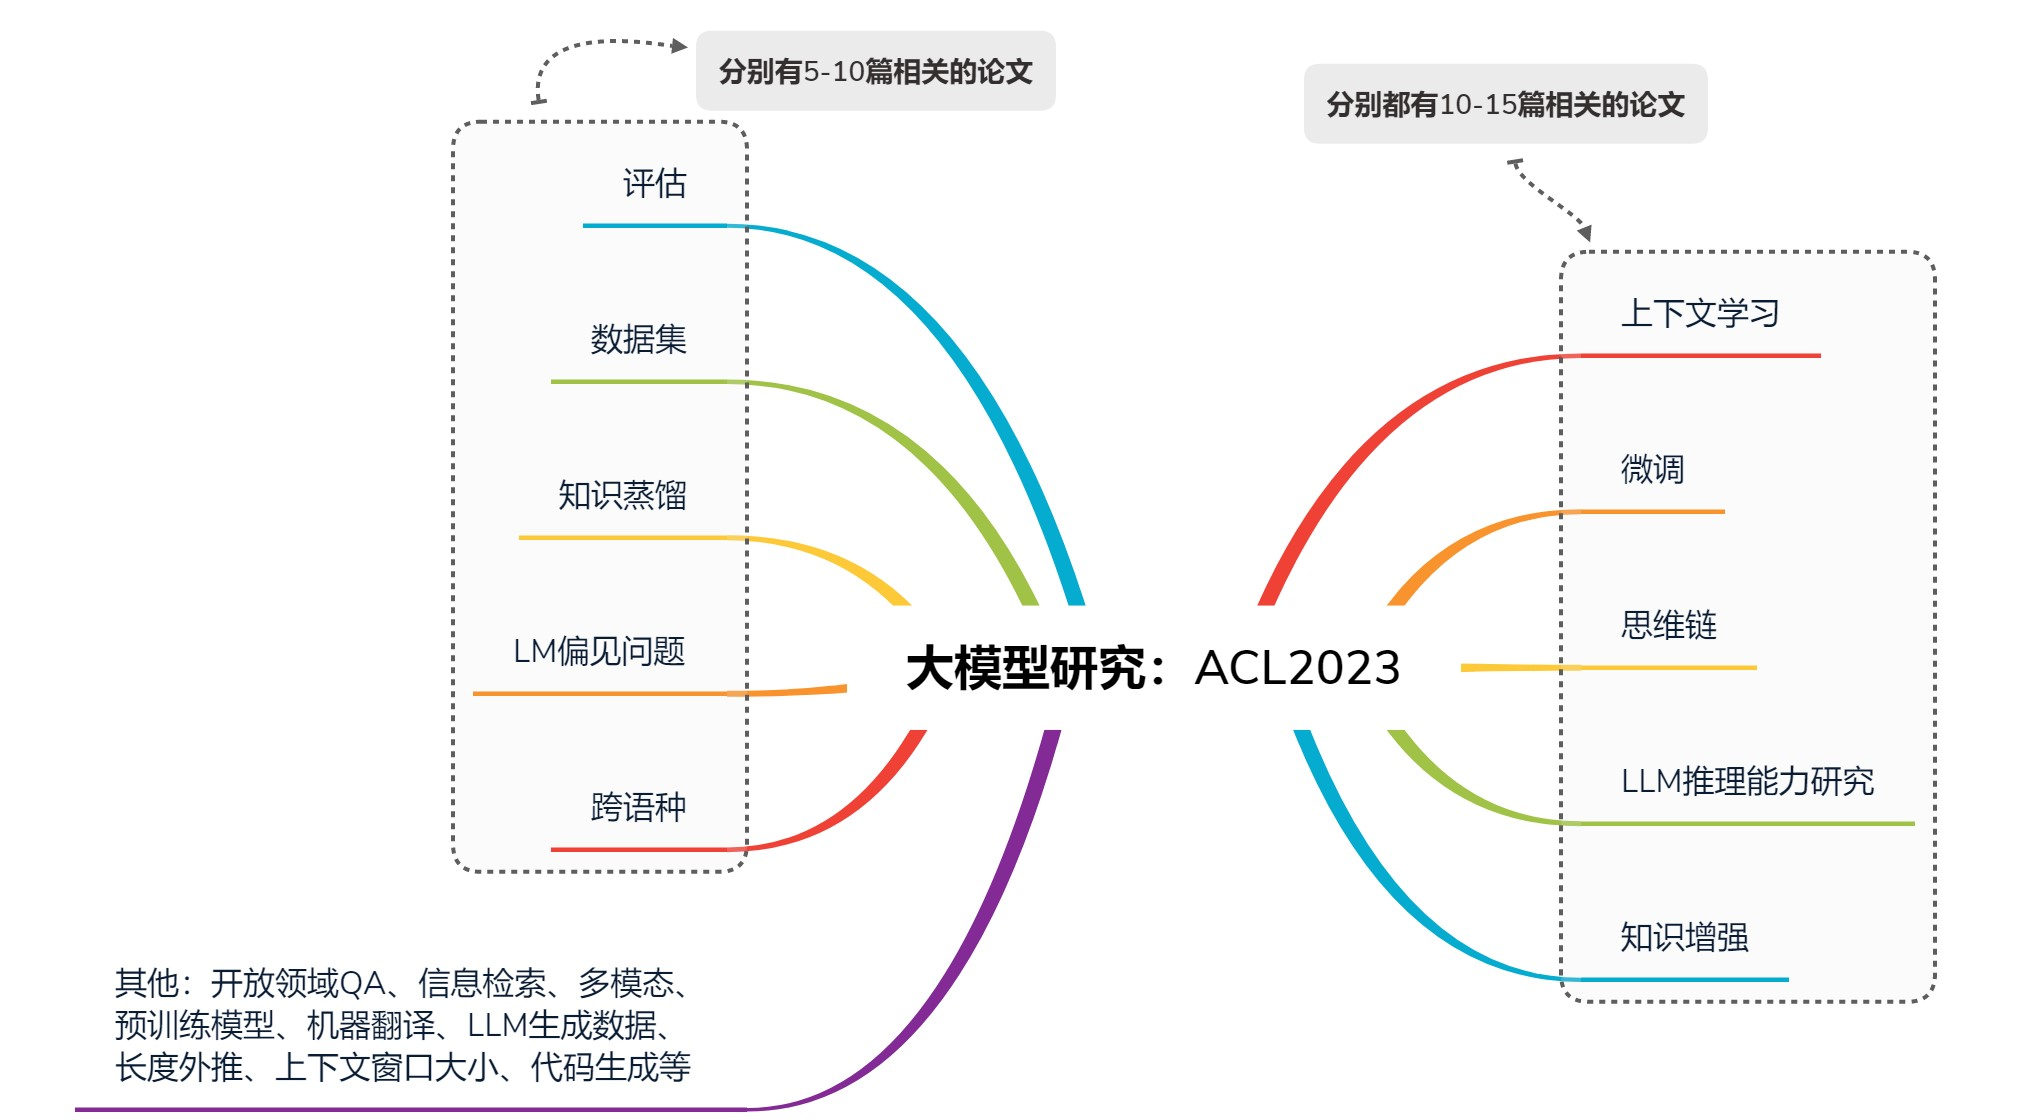 分别有5-10篇相关的论文
分别都有10-15篇相关的论文
评估
数据集
知识蒸馏
LM偏见问题
跨语种
其他：开放领域QA、信息检索、多模态、
预训练模型、机器翻译、LLM生成数据、
长度外推、上下文窗口大小、代码生成等
大模型研究：ACL2023
上下文学习
微调
思维链
LLM推理能力研究
知识增强